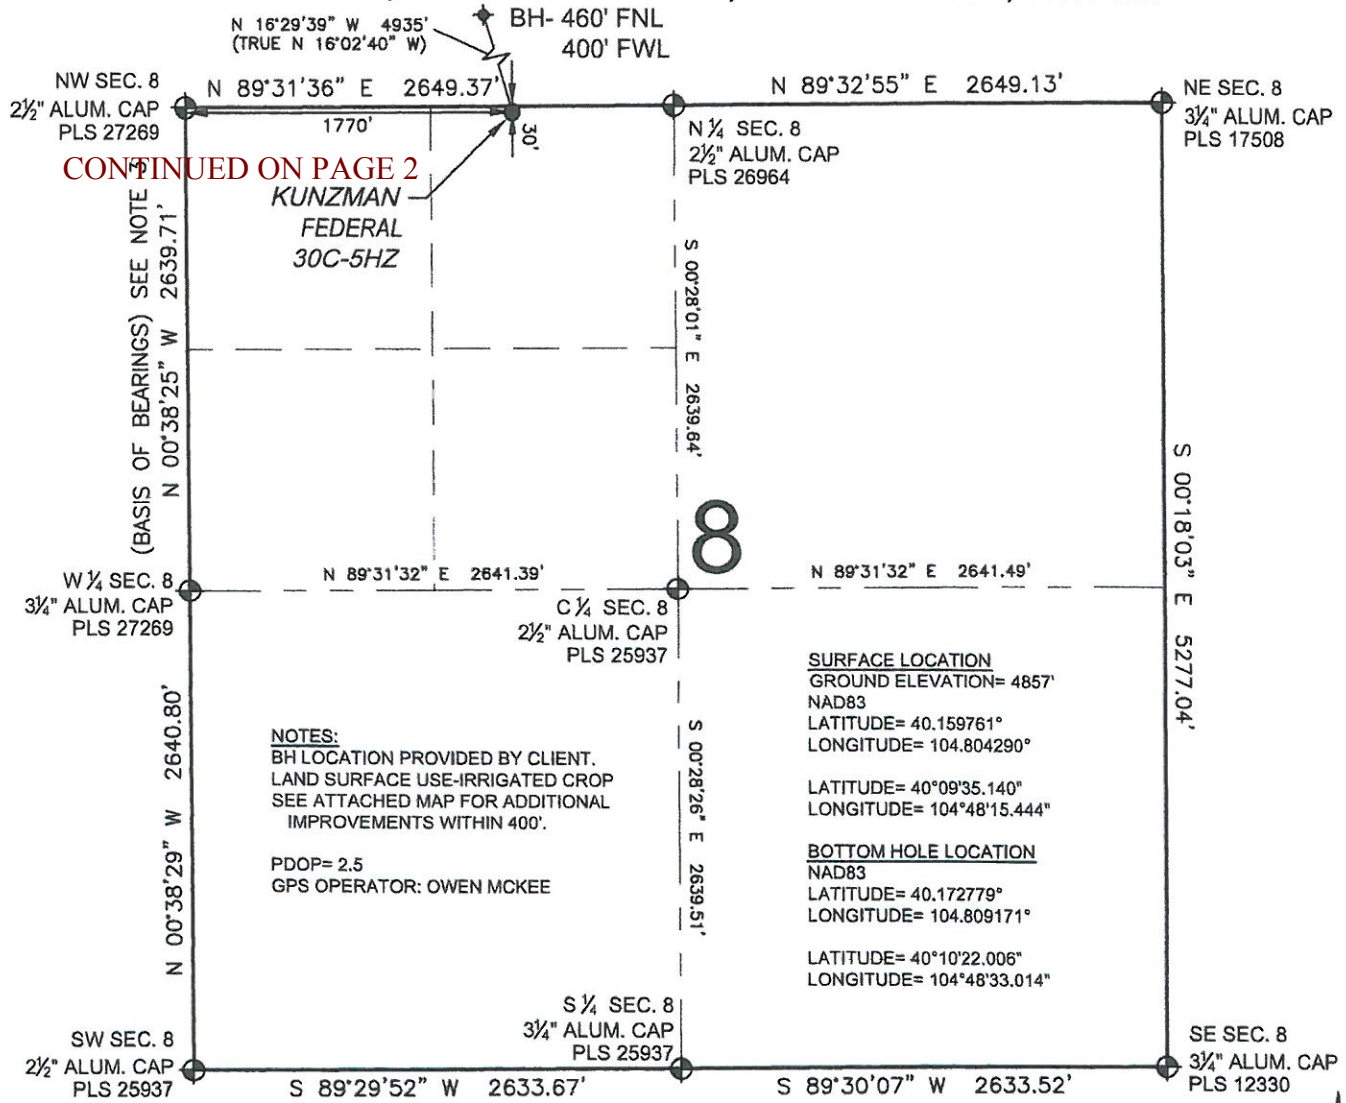 N 16°29'39" W 4935'
(TRUE N 16°02'40" W)
BH- 460' FNL
400' FWL
NW SEC. 8
2½" ALUM. CAP
PLS 27269
N 89°31'36" E 2649.37'
N 89°32'55" E 2649.13'
NE SEC. 8
3¼" ALUM. CAP
PLS 17508
1770'
30'
N ¼ SEC. 8
2½" ALUM. CAP
PLS 26964
CONTINUED ON PAGE 2
KUNZMAN
FEDERAL
30C-5HZ
(BASIS OF BEARINGS) SEE NOTE 3
N 00°38'25" W 2639.71'
S 00°28'01" E 2639.64'
8
S 00°18'03" E 5277.04'
W ¼ SEC. 8
3¼" ALUM. CAP
PLS 27269
N 89°31'32" E 2641.39'
N 89°31'32" E 2641.49'
C ¼ SEC. 8
2½" ALUM. CAP
PLS 25937
SURFACE LOCATION
GROUND ELEVATION= 4857'
NAD83
LATITUDE= 40.159761°
LONGITUDE= 104.804290°
LATITUDE= 40°09'35.140"
LONGITUDE= 104°48'15.444"
BOTTOM HOLE LOCATION
NAD83
LATITUDE= 40.172779°
LONGITUDE= 104.809171°
LATITUDE= 40°10'22.006"
LONGITUDE= 104°48'33.014"
NOTES:
BH LOCATION PROVIDED BY CLIENT.
LAND SURFACE USE-IRRIGATED CROP
SEE ATTACHED MAP FOR ADDITIONAL
IMPROVEMENTS WITHIN 400'.
PDOP= 2.5
GPS OPERATOR: OWEN MCKEE
N 00°38'29" W 2640.80'
S 00°28'26" E 2639.51'
S ¼ SEC. 8
3¼" ALUM. CAP
PLS 25937
SW SEC. 8
2½" ALUM. CAP
PLS 25937
S 89°29'52" W 2633.67'
S 89°30'07" W 2633.52'
SE SEC. 8
3¼" ALUM. CAP
PLS 12330